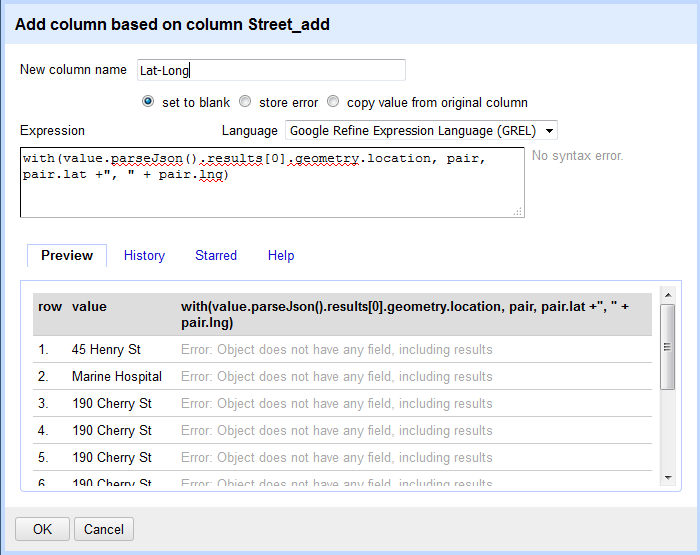 Add column based on column Street_add
New column name Lat-Long
set to blank store error copy value from original column
Expression Language Google Refine Expression Language (GREL)
with(value.parseJson().results[0].geometry.location, pair,
pair.lat +", " + pair.lng)
No syntax error.
Preview History Starred Help
row value with(value.parseJson().results[0].geometry.location, pair, pair.lat +", " +
pair.lng)
1. 45 Henry St Error: Object does not have any field, including results
2. Marine Hospital Error: Object does not have any field, including results
3. 190 Cherry St Error: Object does not have any field, including results
4. 190 Cherry St Error: Object does not have any field, including results
5. 190 Cherry St Error: Object does not have any field, including results
6. 190 Cherry St Error: Object does not have any field, including results
OK Cancel